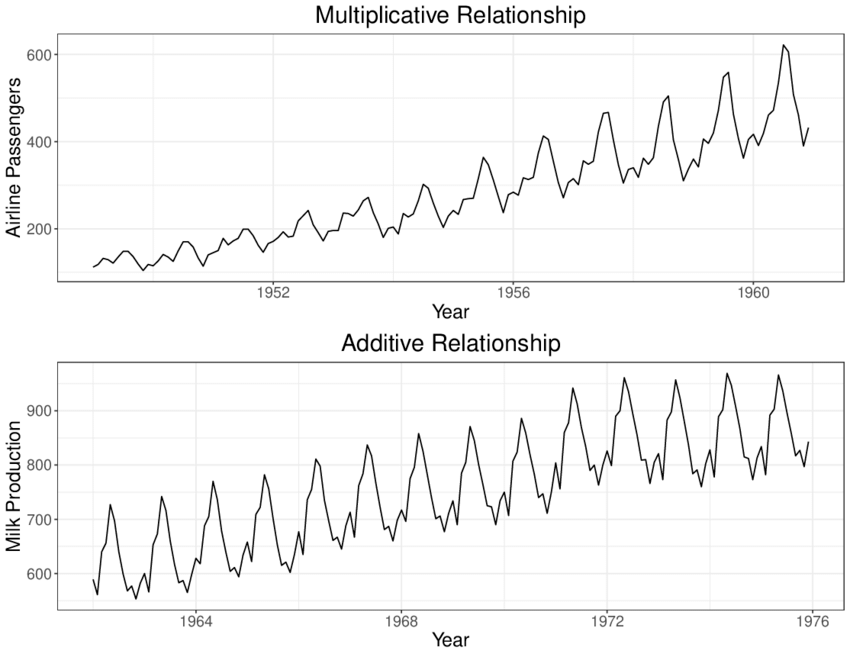 Multiplicative Relationship
Airline Passengers
600
400
200
1952
1956
1960
Year
Additive Relationship
Milk Production
900
800
700
600
1964
1968
1972
1976
Year